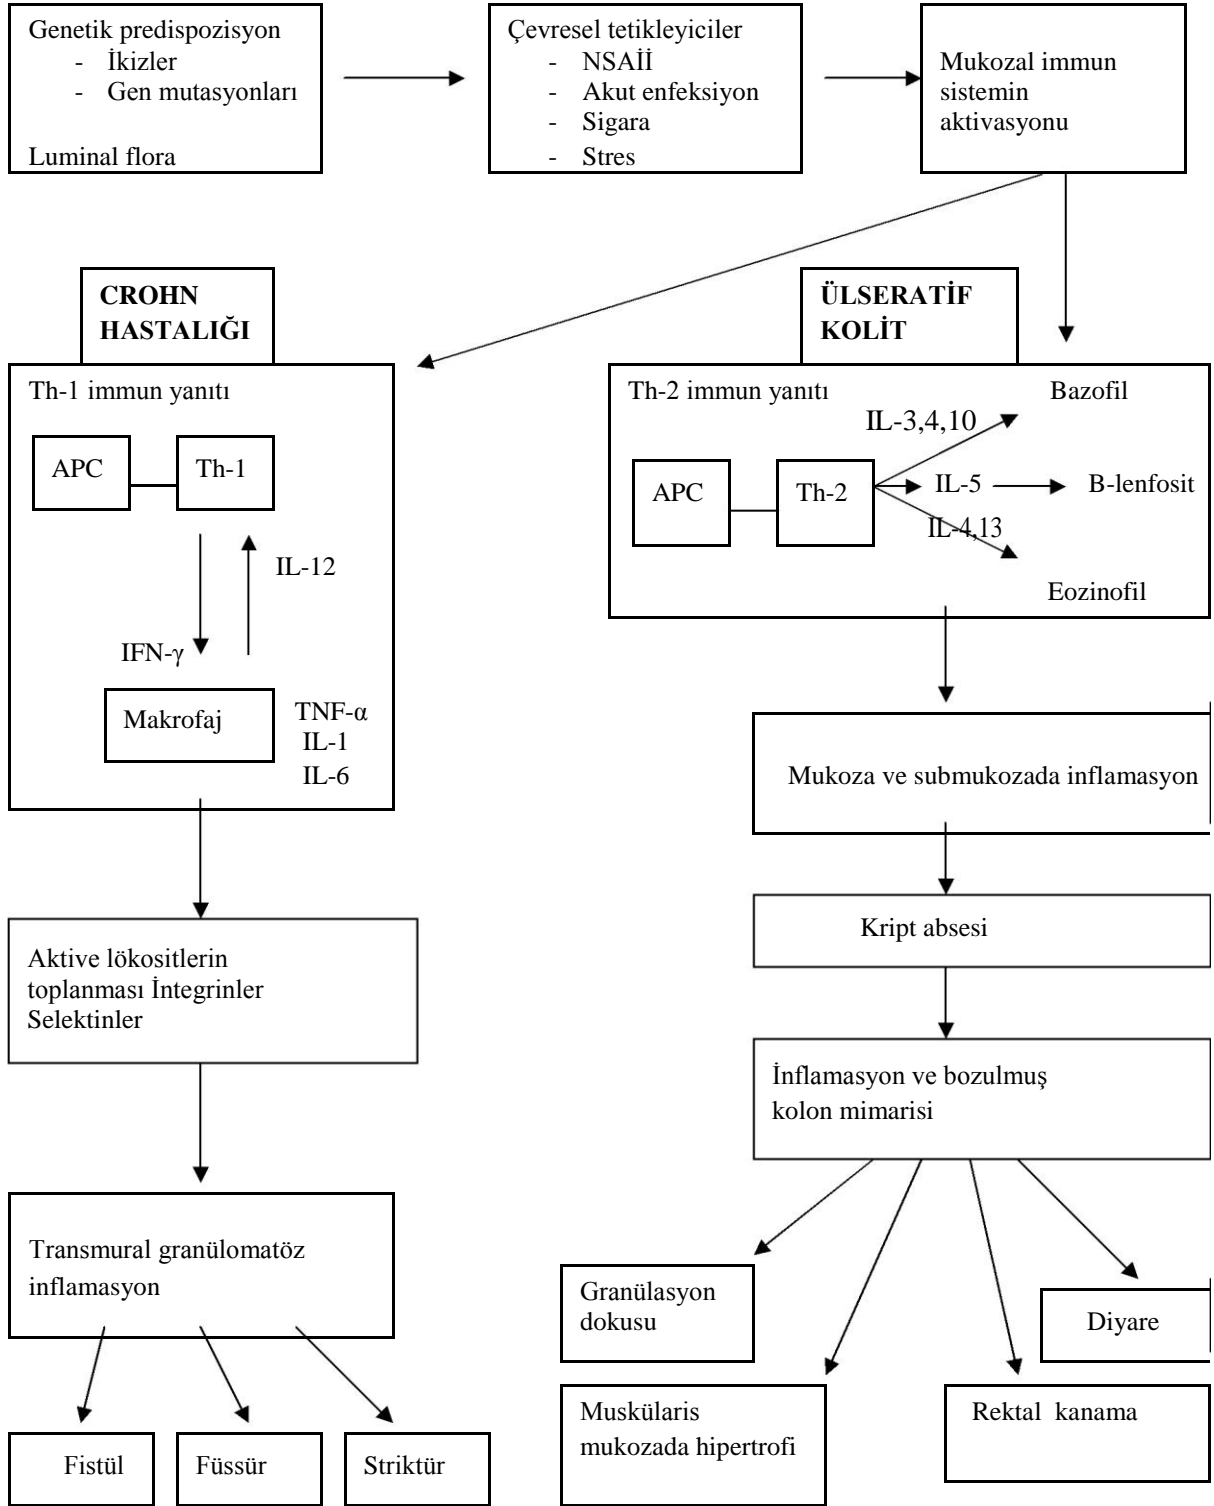 Genetik predispozisyon
- İkizler
- Gen mutasyonları
Luminal flora
Çevresel tetikleyiciler
- NSAİİ
- Akut enfeksiyon
- Sigara
- Stres
Mukozal immun
sistemin
aktivasyonu
CROHN
HASTALIĞI
Th-1 immun yanıtı
APC
Th-1
IL-12
IFN-γ
Makrofaj
TNF-α
IL-1
IL-6
Aktive lökositlerin
toplanması İntegrinler
Selektinler
Transmural granülomatöz
inflamasyon
Fistül
Füssür
Striktür
ÜLSERATİF
KOLİT
Th-2 immun yanıtı
Bazofil
IL-3,4,10
APC
Th-2
IL-5
B-lenfosit
IL-4,13
Eozinofil
Mukoza ve submukozada inflamasyon
Kript absesi
İnflamasyon ve bozulmuş
kolon mimarisi
Granülasyon
dokusu
Diyare
Muskülaris
mukozada hipertrofi
Rektal kanama